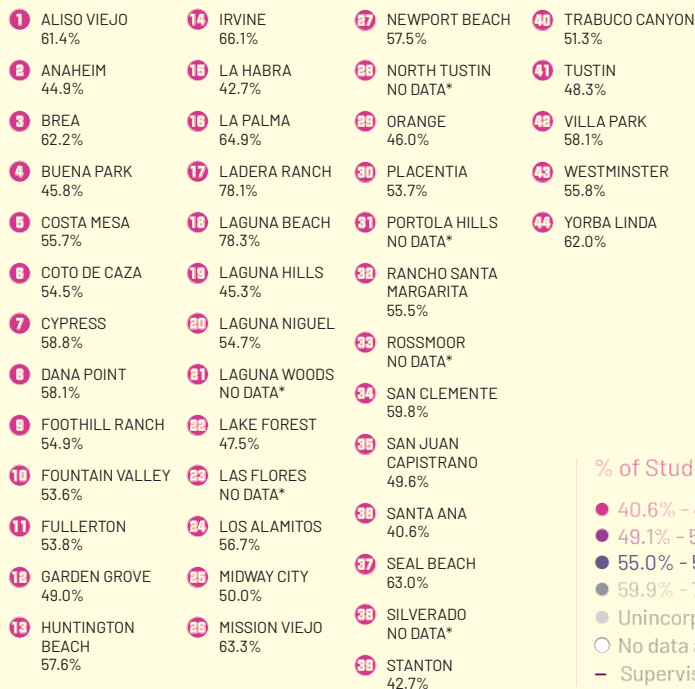 1 ALISO VIEJO
61.4%
2 ANAHEIM
44.9%
3 BREA
62.2%
4 BUENA PARK
45.8%
5 COSTA MESA
55.7%
6 COTO DE CAZA
54.5%
7 CYPRESS
58.8%
8 DANA POINT
58.1%
9 FOOTHILL RANCH
54.9%
10 FOUNTAIN VALLEY
53.6%
11 FULLERTON
53.8%
12 GARDEN GROVE
49.0%
13 HUNTINGTON
BEACH
57.6%
14 IRVINE
66.1%
15 LA HABRA
42.7%
16 LA PALMA
64.9%
17 LADERA RANCH
78.1%
18 LAGUNA BEACH
78.3%
19 LAGUNA HILLS
45.3%
20 LAGUNA NIGUEL
54.7%
21 LAGUNA WOODS
NO DATA*
22 LAKE FOREST
47.5%
23 LAS FLORES
NO DATA*
24 LOS ALAMITOS
56.7%
25 MIDWAY CITY
50.0%
26 MISSION VIEJO
63.3%
27 NEWPORT BEACH
57.5%
28 NORTH TUSTIN
NO DATA*
29 ORANGE
46.0%
30 PLACENTIA
53.7%
31 PORTOLA HILLS
NO DATA*
32 RANCHO SANTA
MARGARITA
55.5%
33 ROSSMOOR
NO DATA*
34 SAN CLEMENTE
59.8%
35 SAN JUAN
CAPISTRANO
49.6%
36 SANTA ANA
40.6%
37 SEAL BEACH
63.0%
38 SILVERADO
NO DATA*
39 STANTON
42.7%
40 TRABUCO CANYON
51.3%
41 TUSTIN
48.3%
42 VILLA PARK
58.1%
43 WESTMINSTER
55.8%
44 YORBA LINDA
62.0%
% of Stud
40.6% -
49.1% - 5
55.0% - 5
59.9% -
Unincorp
No data
Supervis